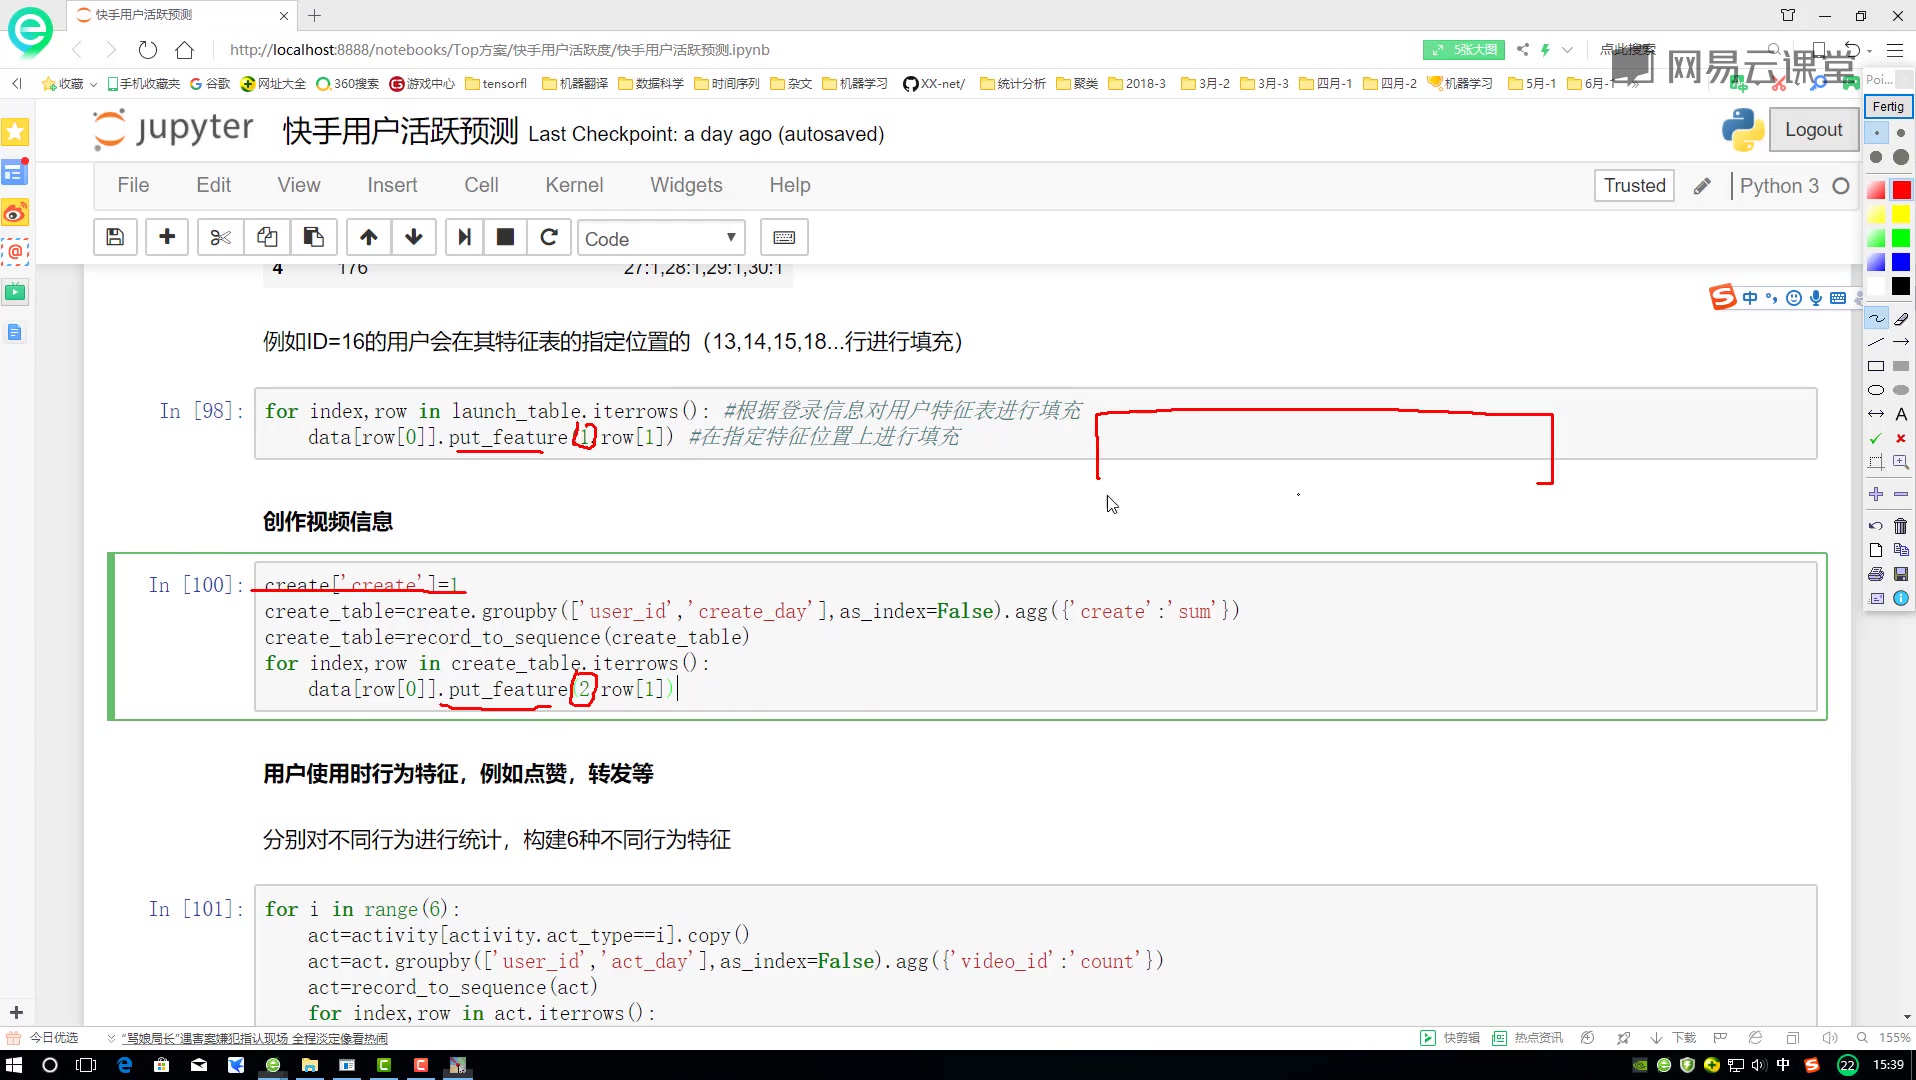 快手用户活跃预测
http://localhost:8888/notebooks/Top方案/快手用户活跃度/快手用户活跃预测.ipynb
5张大图
点此搜索
网易云课堂
收藏 手机收藏夹 谷歌 网址大全 360搜索 游戏中心 tensorfl 机器翻译 数据科学 时间序列 杂文 机器学习 XX-net/ 统计分析 聚类 2018-3 3月-2 3月-3 四月-1 四月-2 机器学习 5月-1 6月-1
Poi...
Fertig
jupyter 快手用户活跃预测 Last Checkpoint: a day ago (autosaved)
Logout
File Edit View Insert Cell Kernel Widgets Help
Trusted Python 3
Code
4 176 27:1,28:1,29:1,30:1
中
例如ID=16的用户会在其特征表的指定位置的（13,14,15,18...行进行填充）
In [98]: for index,row in launch_table.iterrows(): #根据登录信息对用户特征表进行填充
data[row[0]].put_feature(1,row[1]) #在指定特征位置上进行填充
创作视频信息
In [100]: create['create']=1
create_table=create.groupby(['user_id','create_day'],as_index=False).agg({'create':'sum'})
create_table=record_to_sequence(create_table)
for index,row in create_table.iterrows():
data[row[0]].put_feature(2,row[1])
用户使用时行为特征，例如点赞，转发等
分别对不同行为进行统计，构建6种不同行为特征
In [101]: for i in range(6):
act=activity[activity.act_type==i].copy()
act=act.groupby(['user_id','act_day'],as_index=False).agg({'video_id':'count'})
act=record_to_sequence(act)
for index,row in act.iterrows():
今日优选
“骂娘局长”遇害案嫌犯指认现场 全程淡定像看热闹
快剪辑 热点资讯 下载 155%
中 22 15:39